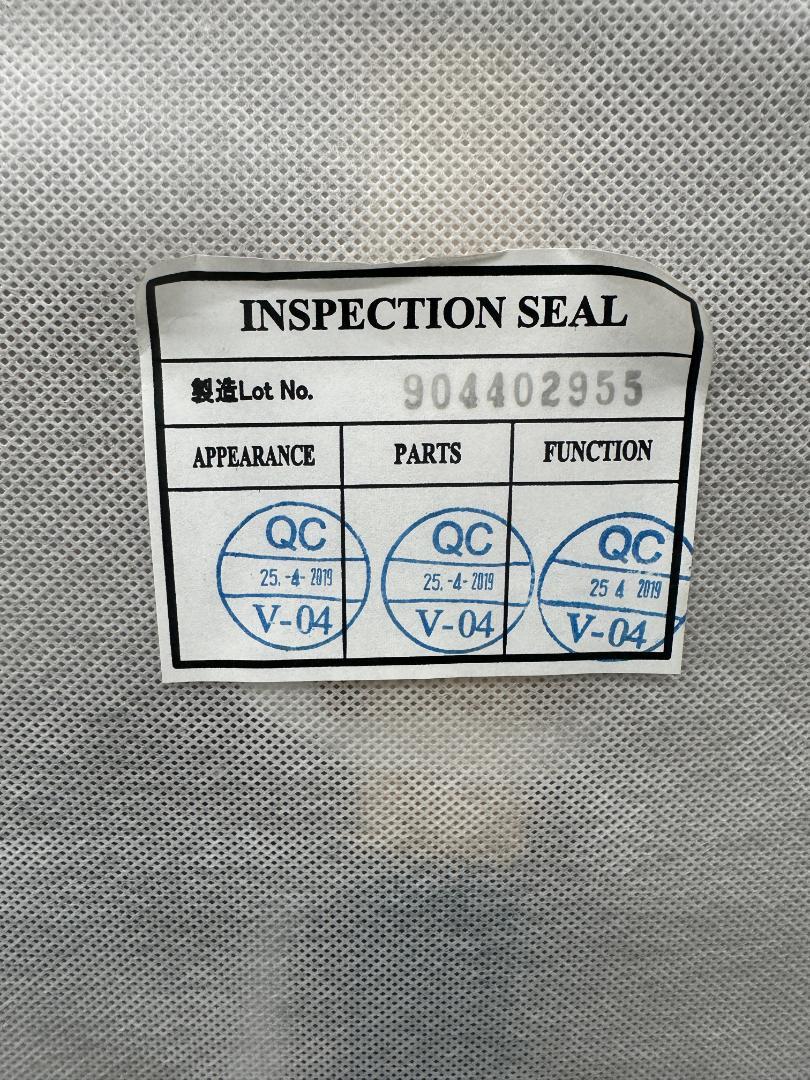 INSPECTION SEAL
製造Lot No. 904402955
APPEARANCE PARTS FUNCTION
QC QC QC
25.-4-2019 25.-4-2019 25 4 2019
V-04 V-04 V-04